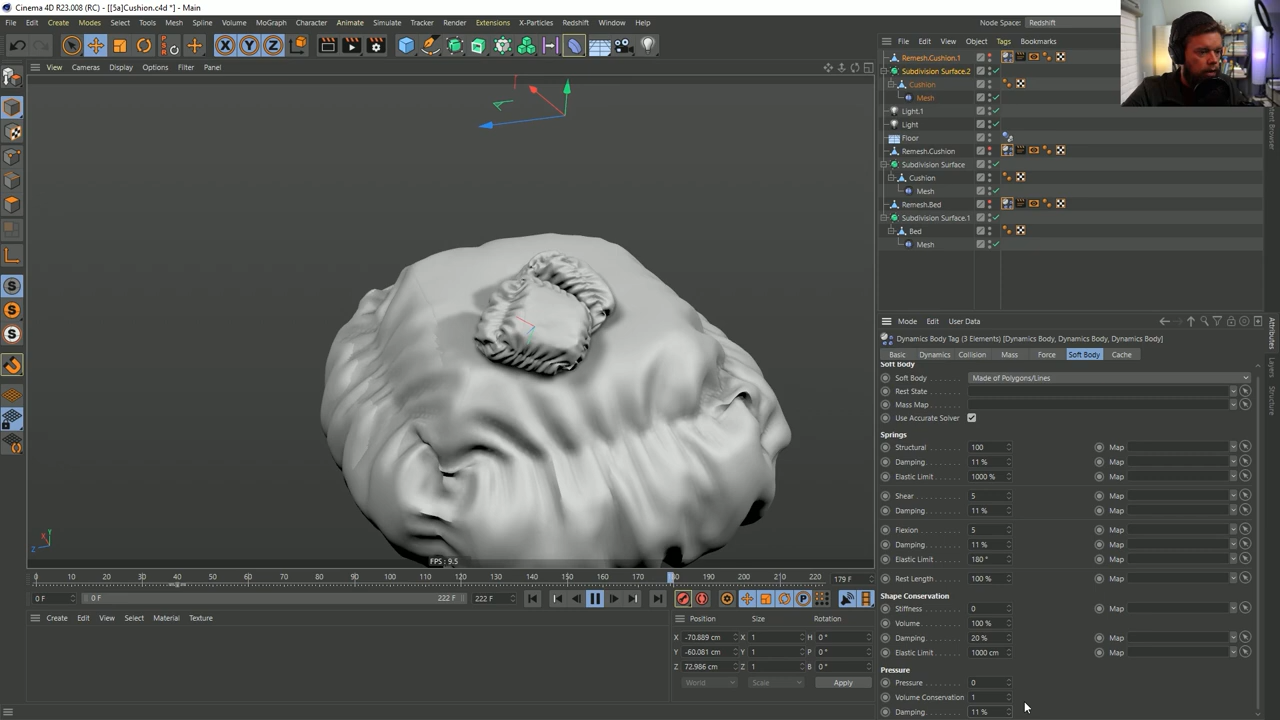 Cinema 4D R23.008 (RC) - [[5a]Cushion.c4d *] - Main
File Edit Create Modes Select Tools Mesh Spline Volume MoGraph Character Animate Simulate Tracker Render Extensions X-Particles Redshift Window Help Node Space: Redshift
View Cameras Display Options Filter Panel
File Edit View Object Tags Bookmarks
Remesh.Cushion.1
Subdivision Surface.2
Cushion
Mesh
Light.1
Light
Floor
Remesh.Cushion
Subdivision Surface
Cushion
Mesh
Remesh.Bed
Subdivision Surface.1
Bed
Mesh
Mode Edit User Data
Dynamics Body Tag (3 Elements) [Dynamics Body, Dynamics Body, Dynamics Body]
Basic Dynamics Collision Mass Force Soft Body Cache
Soft Body
Soft Body Made of Polygons/Lines
Rest State
Mass Map
Use Accurate Solver
Springs
Structural 100 Map
Damping 11 % Map
Elastic Limit 1000 % Map
Shear 5 Map
Damping 11 % Map
Flexion 5 Map
Damping 11 % Map
Elastic Limit 180 ° Map
Rest Length 100 % Map
Shape Conservation
Stiffness 0 Map
Volume 100 %
Damping 20 % Map
Elastic Limit 1000 cm Map
Pressure
Pressure 0
Volume Conservation 1
Damping 11 %
Attributes
Layers
Structure
FPS : 9.5
0 10 20 30 40 50 60 70 80 90 100 110 120 130 140 150 160 170 180 190 200 210 220 179 F
0 F 0 F 222 F 222 F
Create Edit View Select Material Texture
Position Size Rotation
X -70.889 cm X 1 H 0 °
Y -60.081 cm Y 1 P 0 °
Z 72.986 cm Z 1 B 0 °
World Scale Apply